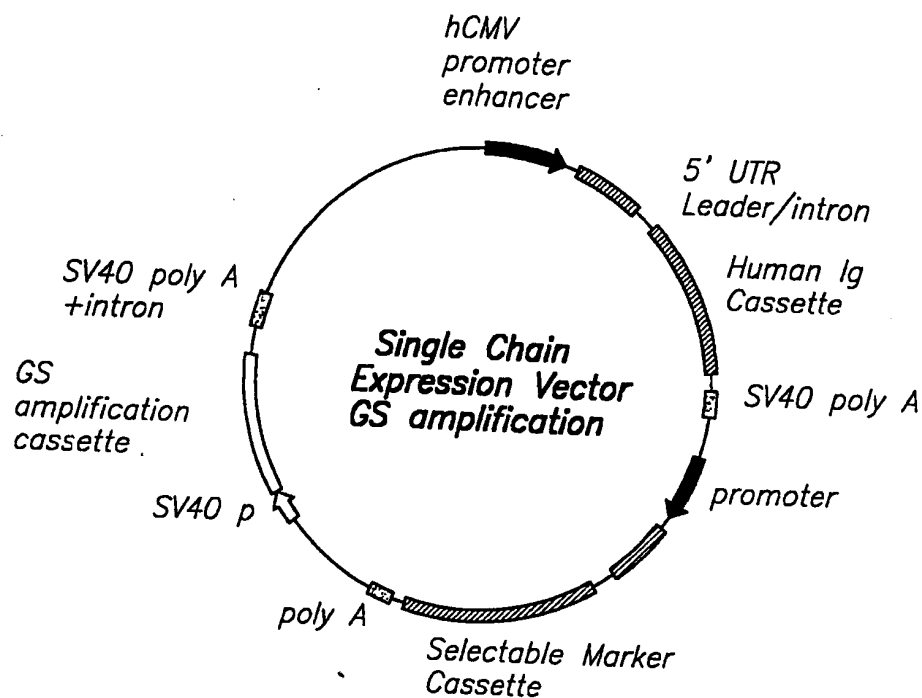 hCMV
promoter
enhancer
5' UTR
Leader/intron
Human Ig
Cassette
SV40 poly A
promoter
Selectable Marker
Cassette
poly A
SV40 p
GS
amplification
cassette
SV40 poly A
+intron
Single Chain
Expression Vector
GS amplification